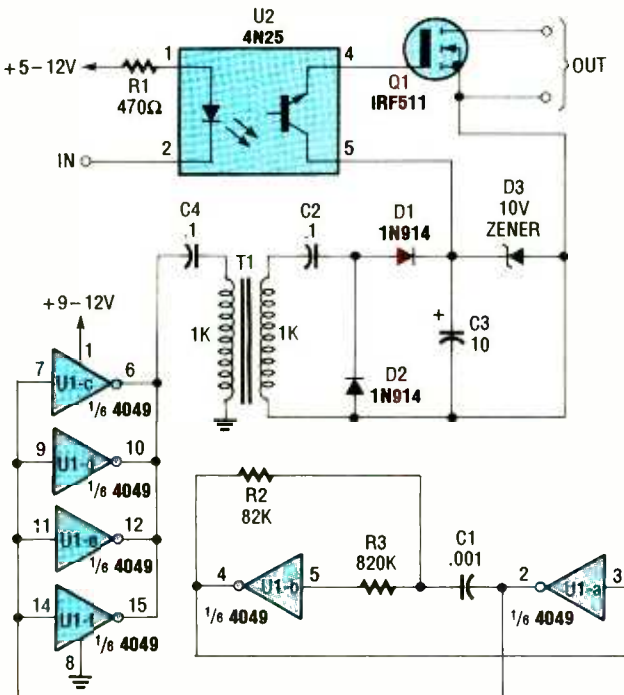 U2
4N25
+5–12V
R1
470Ω
1
4
Q1
IRF511
OUT
IN
2
5
C4
.1
T1
C2
.1
D1
1N914
D3
10V
ZENER
+9–12V
1K
1K
+
C3
10
D2
1N914
1
7
U1-c
6
1/6 4049
9
U1-d
10
1/6 4049
11
U1-e
12
1/6 4049
14
U1-f
15
1/6 4049
8
R2
82K
R3
820K
C1
.001
4
U1-b
5
1/6 4049
2
U1-a
3
1/6 4049